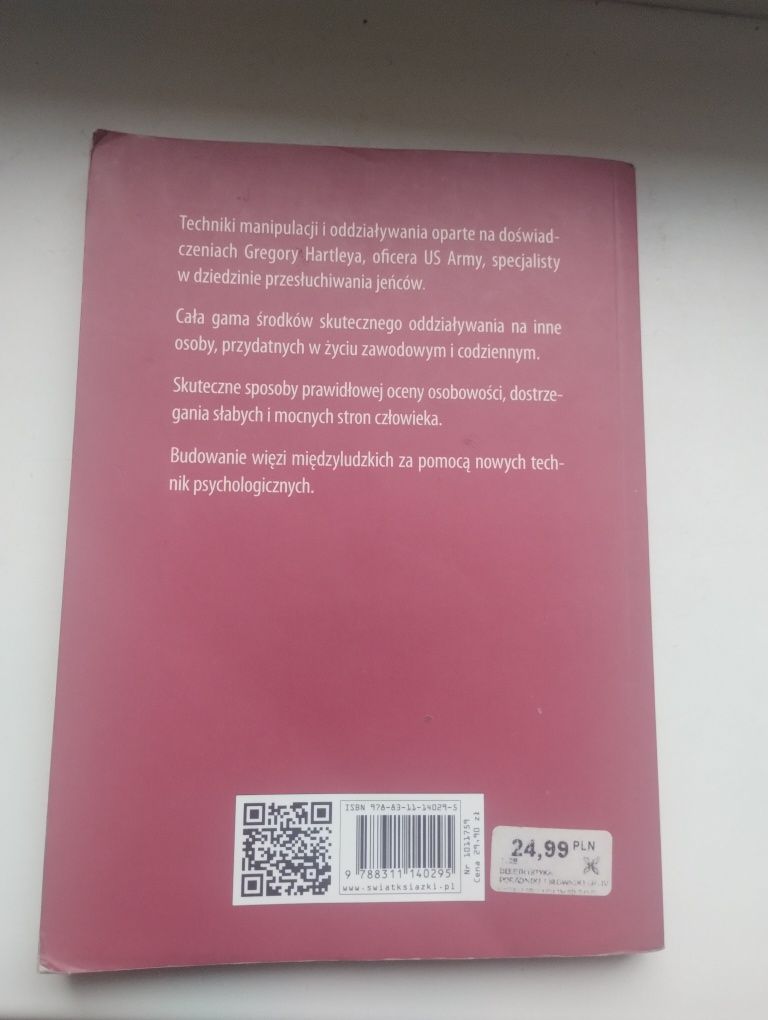 Techniki manipulacji i oddziaływania oparte na doświad-
czeniach Gregory Hartleya, oficera US Army, specjalisty
w dziedzinie przesłuchiwania jeńców.
Cała gama środków skutecznego oddziaływania na inne
osoby, przydatnych w życiu zawodowym i codziennym.
Skuteczne sposoby prawidłowej oceny osobowości, dostrze-
gania słabych i mocnych stron człowieka.
Budowanie więzi międzyludzkich za pomocą nowych tech-
nik psychologicznych.
ISBN 978-83-11-14029-5
9 788311 140295
www.swiatksiazki.pl
Nr 1011759
Cena 29.90 zł
24,99 PLN